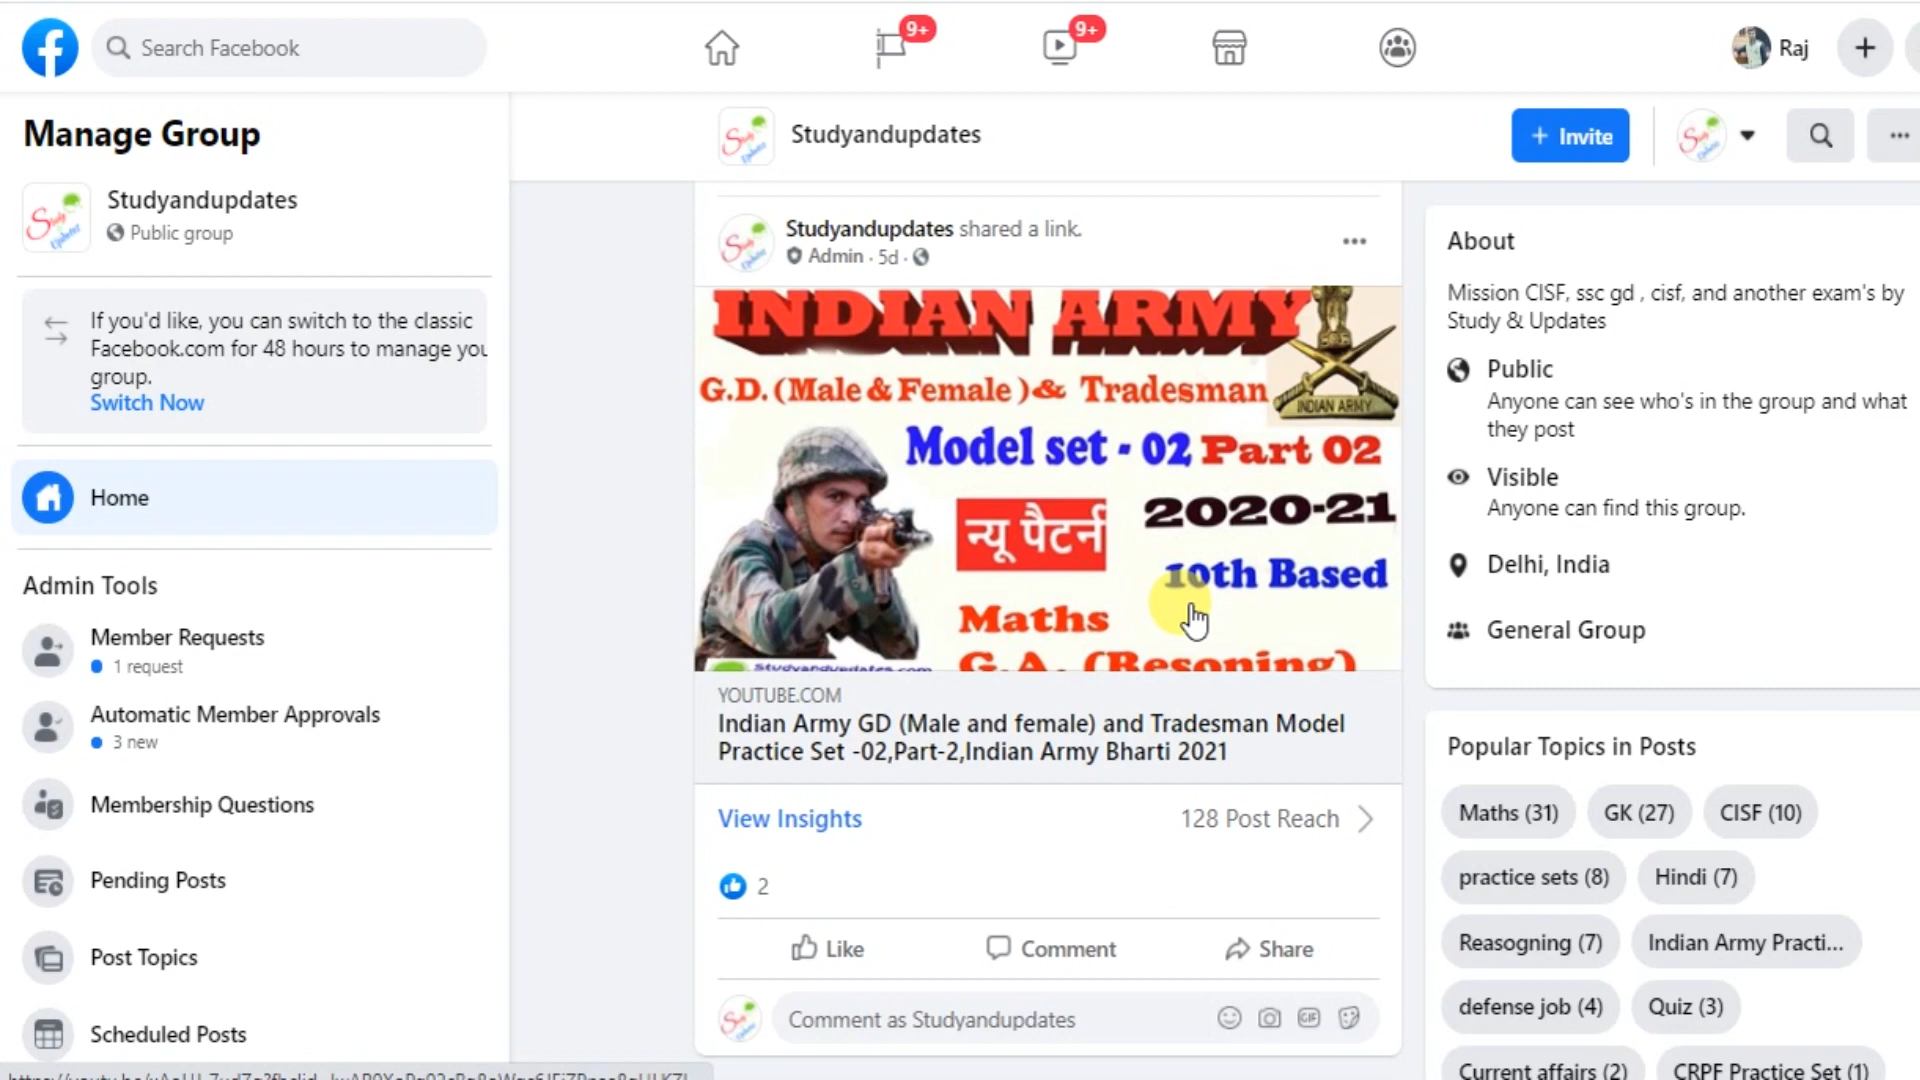 Search Facebook
9+
9+
Raj
Manage Group
Studyandupdates
Public group
If you'd like, you can switch to the classic
Facebook.com for 48 hours to manage you
group.
Switch Now
Home
Admin Tools
Member Requests
1 request
Automatic Member Approvals
3 new
Membership Questions
Pending Posts
Post Topics
Scheduled Posts
Studyandupdates
+ Invite
Studyandupdates shared a link.
Admin · 5d ·
INDIAN ARMY
G.D.(Male & Female )& Tradesman
INDIAN ARMY
Model set - 02 Part 02
न्यू पैटर्न
2020-21
10th Based
Maths
G.A. (Resoning)
Studyandupdates.com
YOUTUBE.COM
Indian Army GD (Male and female) and Tradesman Model
Practice Set -02,Part-2,Indian Army Bharti 2021
View Insights
128 Post Reach
2
Like
Comment
Share
Comment as Studyandupdates
GIF
About
Mission CISF, ssc gd , cisf, and another exam's by
Study & Updates
Public
Anyone can see who's in the group and what
they post
Visible
Anyone can find this group.
Delhi, India
General Group
Popular Topics in Posts
Maths (31)
GK (27)
CISF (10)
practice sets (8)
Hindi (7)
Reasogning (7)
Indian Army Practi...
defense job (4)
Quiz (3)
Current affairs (2)
CRPF Practice Set (1)